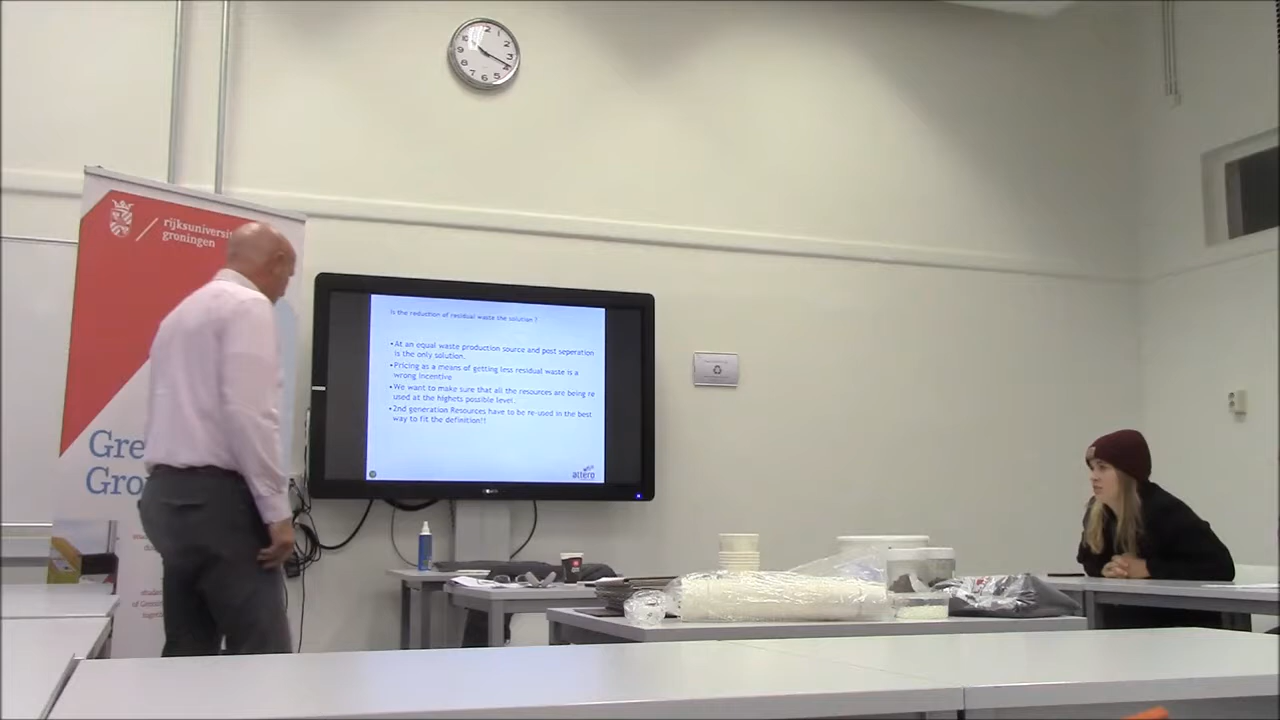 rijksuniversit
groningen
Gre
Gro
Is the reduction of residual waste the solution ?
•At an equal waste production source and post seperation
is the only solution.
•Pricing as a means of getting less residual waste is a
wrong incentive
•We want to make sure that all the resources are being re
used at the highets possible level.
•2nd generation Resources have to be re-used in the best
way to fit the definition!!
attero